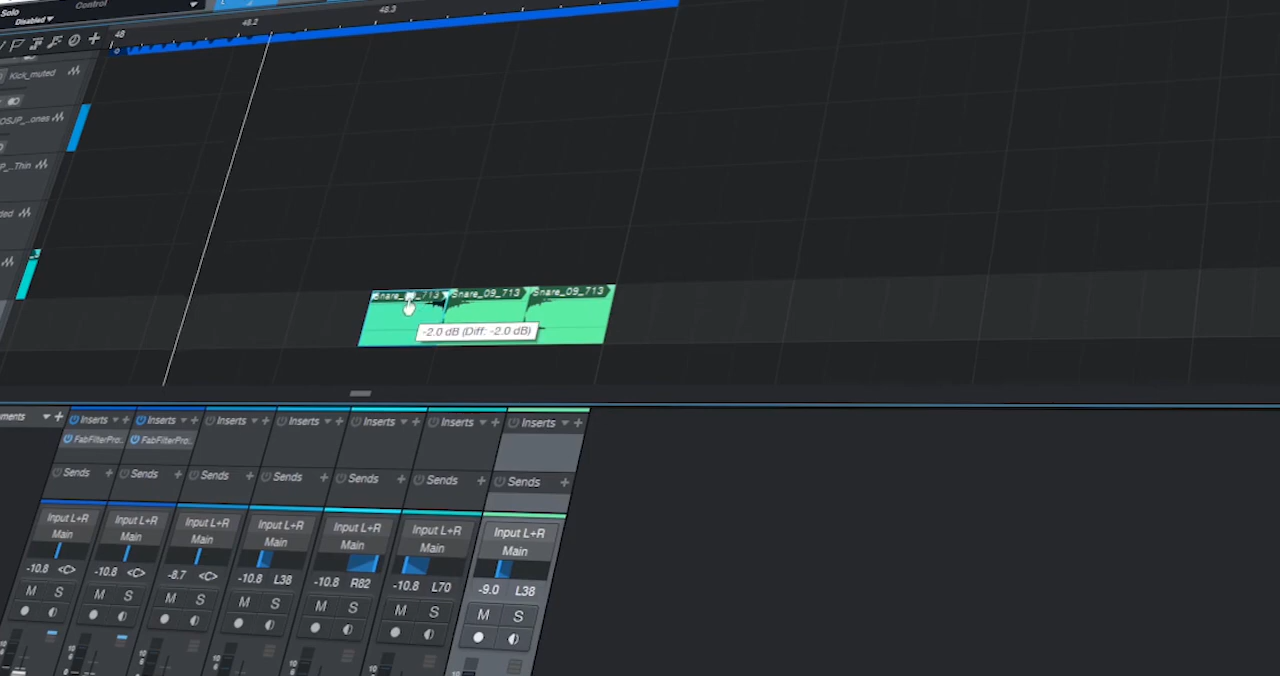 Solo
Control
Disabled
48
48.2
48.3
Kick_muted
OSJP_..ones
P_..Thin
Snare_09_713
Snare_09_713
Snare_09_713
-2.0 dB (Diff: -2.0 dB)
Inserts
Inserts
Inserts
Inserts
Inserts
Inserts
Inserts
FabFilterPro..
FabFilterPro..
Sends
Sends
Sends
Sends
Sends
Sends
Sends
Input L+R
Input L+R
Input L+R
Input L+R
Input L+R
Input L+R
Input L+R
Main
Main
Main
Main
Main
Main
Main
-10.8 <C>
-10.8 <C>
-8.7 <C>
-10.8 L38
-10.8 R82
-10.8 L70
-9.0 L38
M S
M S
M S
M S
M S
M S
M S